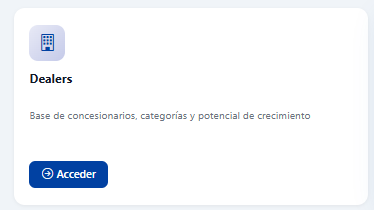 Dealers
Base de concesionarios, categorías y potencial de crecimiento
Acceder